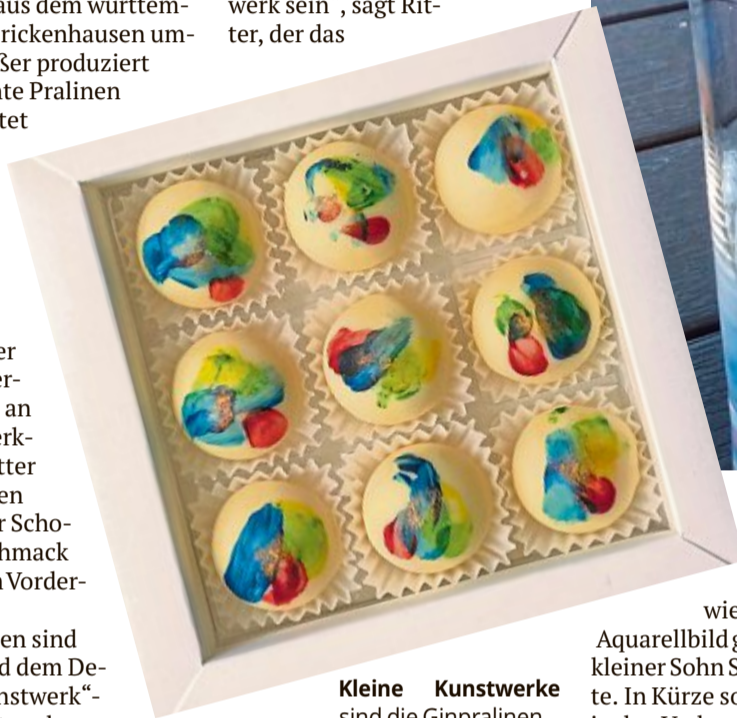 aus dem württem-
rickenhausen um-
ßer produziert
te Pralinen
tet
er
er-
an
erk-
tter
en
r Scho-
hmack
Vorder-
en sind
d dem De-
nstwerk“-
werk sein“, sagt Rit-
ter, der das
Kleine Kunstwerke
sind die Ginpralinen
wie
Aquarellbild
kleiner Sohn S
te. In Kürze so